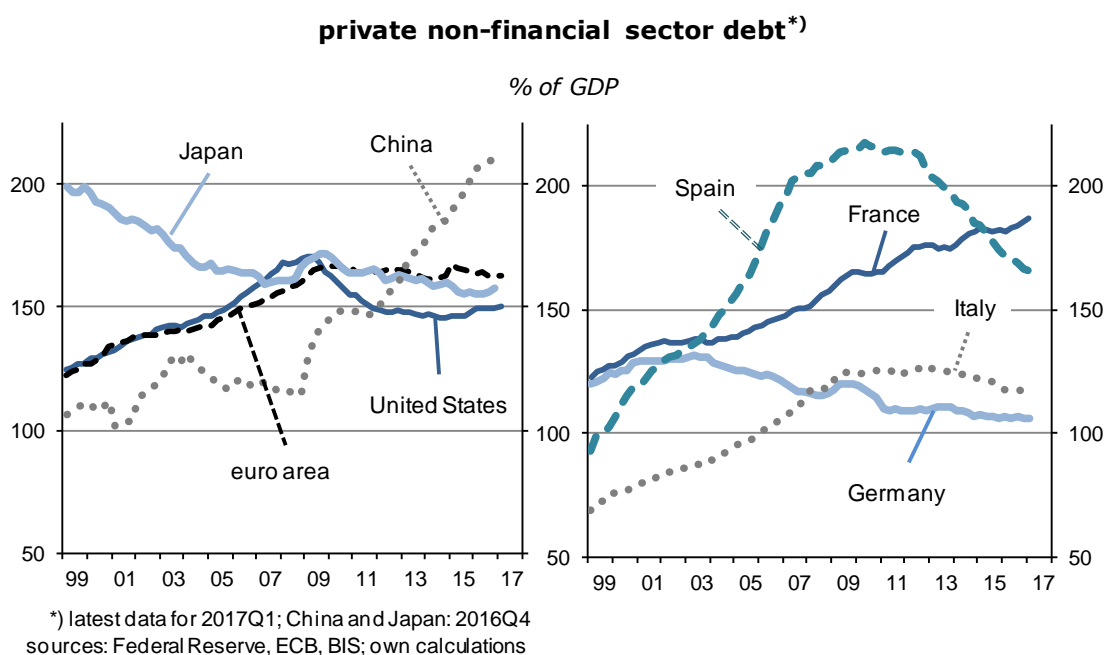 private non-financial sector debt*)
% of GDP
Japan
China
200
150
100
50
United States
euro area
99 01 03 05 07 09 11 13 15 17
Spain
France
Italy
Germany
200
150
100
50
200
150
100
50
99 01 03 05 07 09 11 13 15 17
*) latest data for 2017Q1; China and Japan: 2016Q4
sources: Federal Reserve, ECB, BIS; own calculations